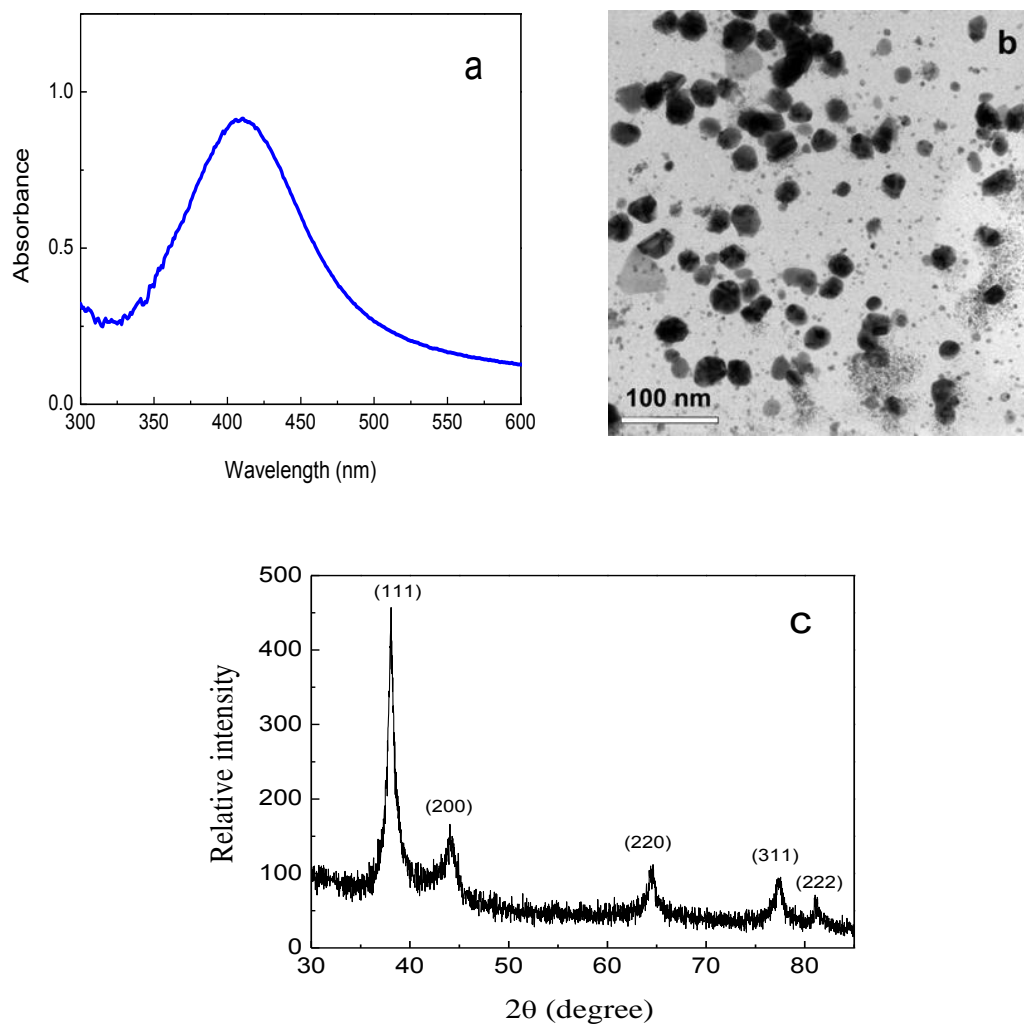 a
1.0
0.5
0.0
Absorbance
300 350 400 450 500 550 600
Wavelength (nm)
b
100 nm
500
400
300
200
100
0
Relative intensity
(111)
(200)
(220)
(311)
(222)
c
30 40 50 60 70 80
2θ (degree)